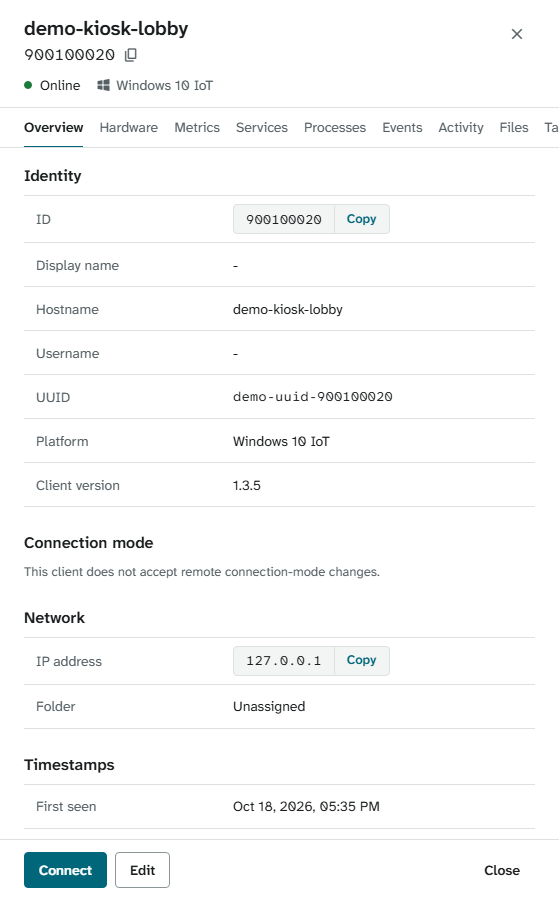 demo-kiosk-lobby
900100020
Online Windows 10 IoT
Overview Hardware Metrics Services Processes Events Activity Files Ta
Identity
ID 900100020 Copy
Display name -
Hostname demo-kiosk-lobby
Username -
UUID demo-uuid-900100020
Platform Windows 10 IoT
Client version 1.3.5
Connection mode
This client does not accept remote connection-mode changes.
Network
IP address 127.0.0.1 Copy
Folder Unassigned
Timestamps
First seen Oct 18, 2026, 05:35 PM
Connect Edit Close